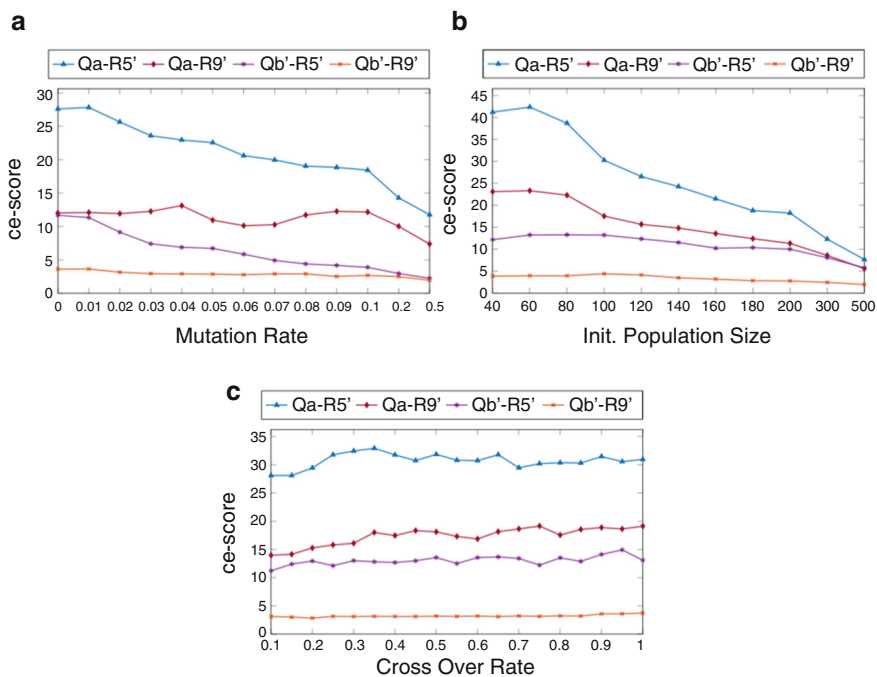 a
Qa-R5’ Qa-R9’ Qb’-R5’ Qb’-R9’
30
25
20
15
10
5
0
ce-score
0 0.01 0.02 0.03 0.04 0.05 0.06 0.07 0.08 0.09 0.1 0.2 0.5
Mutation Rate
b
Qa-R5’ Qa-R9’ Qb’-R5’ Qb’-R9’
45
40
35
30
25
20
15
10
5
0
ce-score
40 60 80 100 120 140 160 180 200 300 500
Init. Population Size
c
Qa-R5’ Qa-R9’ Qb’-R5’ Qb’-R9’
35
30
25
20
15
10
5
0
ce-score
0.1 0.2 0.3 0.4 0.5 0.6 0.7 0.8 0.9 1
Cross Over Rate